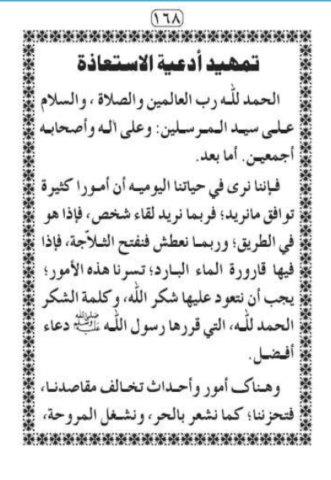 ١٦٨
تمهيد أدعية الاستعاذة
الحمد لله رب العالمين والصلاة ، والسلام
على سيد المرسلين: وعلى آله وأصحابه
أجمعين. أما بعد.
فإننا نرى في حياتنا اليوميه أن أمورا كثيرة
توافق مانريد؛ فربما نريد لقاء شخص، فإذا هو
في الطريق؛ وربما نعطش فنفتح الثلاّجة، فإذا
فيها قارورة الماء البارد؛ تسرنا هذه الأمور؛
يجب أن نتعود عليها شكر الله، وكلمة الشكر
الحمد لله، التي قررها رسول الله ﷺ دعاء
أفضل.
وهناك أمور وأحداث تخالف مقاصدنا،
فتحزننا؛ كما نشعر بالحر، ونشغل المروحة،